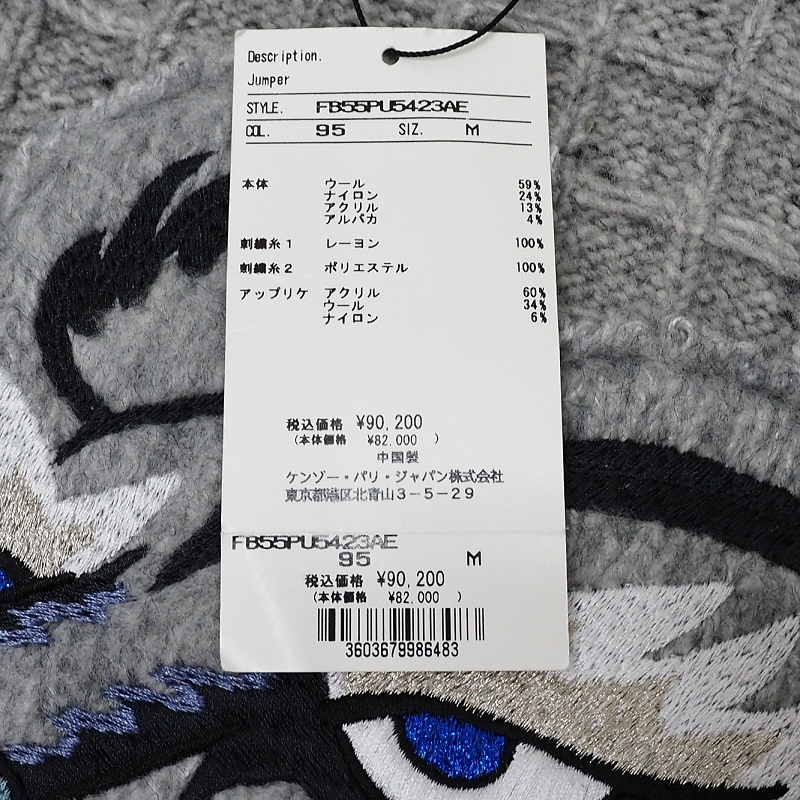 Description.
Jumper
STYLE. FB55PU5423AE
COL. 95 SIZ. M
本体 ウール 59%
ナイロン 24%
アクリル 13%
アルパカ 4%
刺繍糸1 レーヨン 100%
刺繍糸2 ポリエステル 100%
アップリケ アクリル 60%
ウール 34%
ナイロン 6%
税込価格 ¥90,200
(本体価格 ¥82,000 )
中国製
ケンゾー・パリ・ジャパン株式会社
東京都港区北青山3-5-29
FB55PU5423AE
95 M
税込価格 ¥90,200
(本体価格 ¥82,000 )
3603679986483